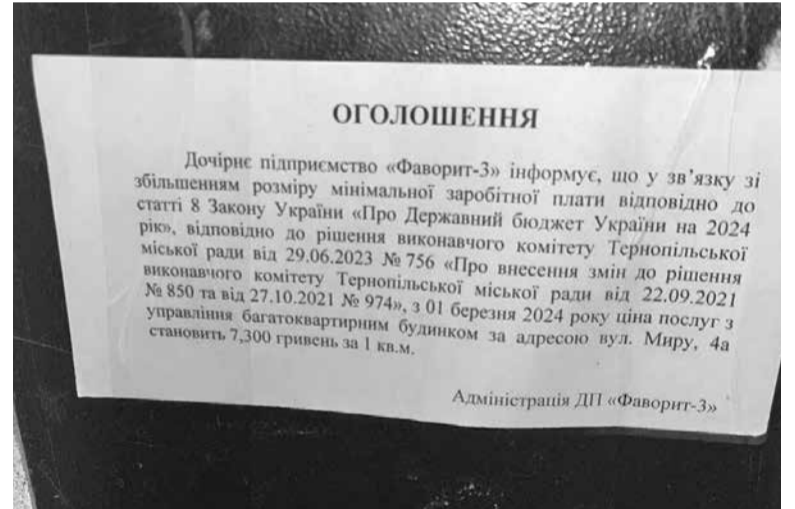 ОГОЛОШЕННЯ
Дочірнє підприємство «Фаворит-3» інформує, що у зв’язку зі
збільшенням розміру мінімальної заробітної плати відповідно до
статті 8 Закону України «Про Державний бюджет України на 2024
рік», відповідно до рішення виконавчого комітету Тернопільської
міської ради від 29.06.2023 № 756 «Про внесення змін до рішення
виконавчого комітету Тернопільської міської ради від 22.09.2021
№ 850 та від 27.10.2021 № 974», з 01 березня 2024 року ціна послуг з
управління багатоквартирним будинком за адресою вул. Миру, 4а
становить 7,300 гривень за 1 кв.м.
Адміністрація ДП «Фаворит-3»